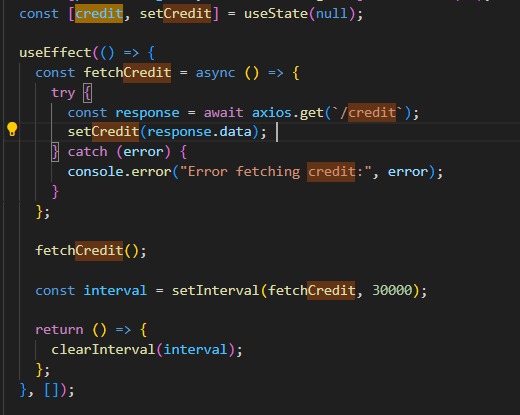 const [credit, setCredit] = useState(null);
useEffect(() => {
const fetchCredit = async () => {
try {
const response = await axios.get(`/credit`);
setCredit(response.data);
} catch (error) {
console.error("Error fetching credit:", error);
}
};
fetchCredit();
const interval = setInterval(fetchCredit, 30000);
return () => {
clearInterval(interval);
};
}, []);